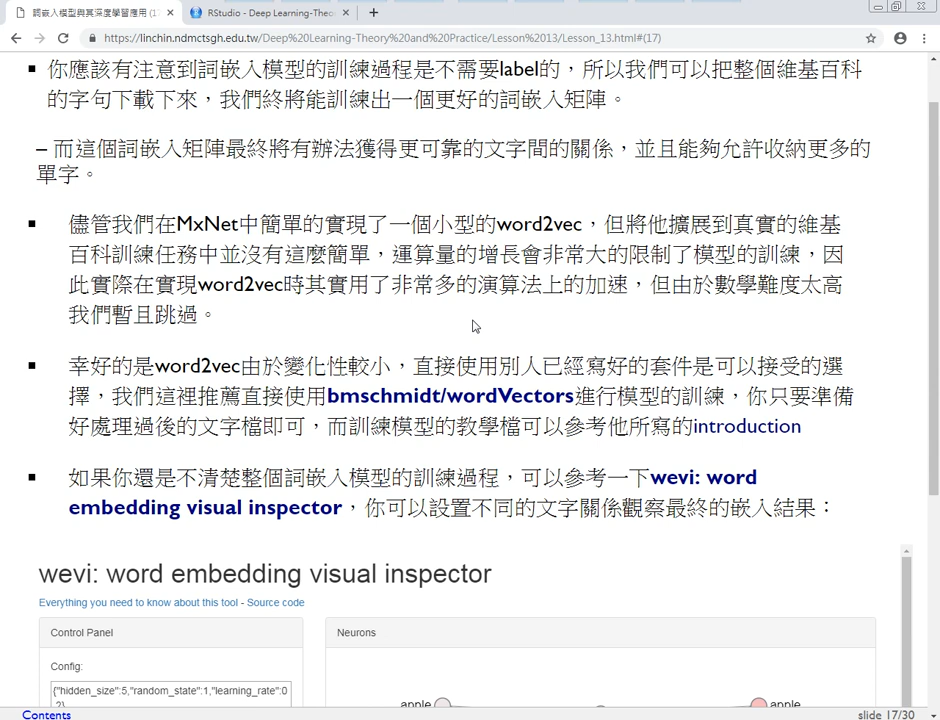 詞嵌入模型與其深度學習應用 (1
RStudio - Deep Learning-Theo
https://linchin.ndmctsgh.edu.tw/Deep%20Learning-Theory%20and%20Practice/Lesson%2013/Lesson_13.html#(17)
你應該有注意到詞嵌入模型的訓練過程是不需要label的，所以我們可以把整個維基百科
的字句下載下來，我們終將能訓練出一個更好的詞嵌入矩陣。
– 而這個詞嵌入矩陣最終將有辦法獲得更可靠的文字間的關係，並且能夠允許收納更多的
單字。
儘管我們在MxNet中簡單的實現了一個小型的word2vec，但將他擴展到真實的維基
百科訓練任務中並沒有這麼簡單，運算量的增長會非常大的限制了模型的訓練，因
此實際在實現word2vec時其實用了非常多的演算法上的加速，但由於數學難度太高
我們暫且跳過。
幸好的是word2vec由於變化性較小，直接使用別人已經寫好的套件是可以接受的選
擇，我們這裡推薦直接使用bmschmidt/wordVectors進行模型的訓練，你只要準備
好處理過後的文字檔即可，而訓練模型的教學檔可以參考他所寫的introduction
如果你還是不清楚整個詞嵌入模型的訓練過程，可以參考一下wevi: word
embedding visual inspector，你可以設置不同的文字關係觀察最終的嵌入結果：
wevi: word embedding visual inspector
Everything you need to know about this tool - Source code
Control Panel
Neurons
Config:
{"hidden_size":5,"random_state":1,"learning_rate":0
.2}
apple
apple
Contents
slide 17/30